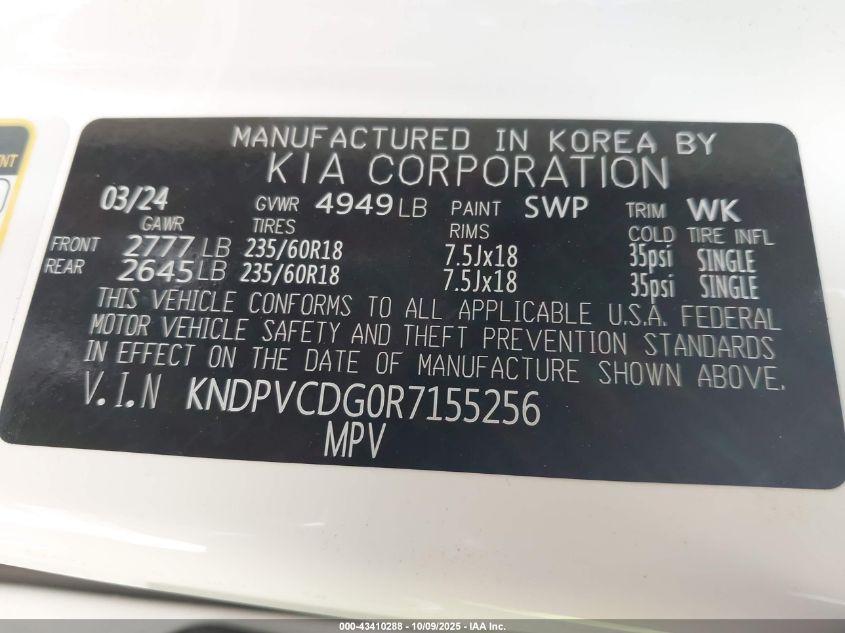 MENT
MANUFACTURED IN KOREA BY
KIA CORPORATION
03/24 GVWR 4949 LB PAINT SWP TRIM WK
GAWR TIRES RIMS COLD TIRE INFL
FRONT 2777 LB 235/60R18 7.5Jx18 35psi SINGLE
REAR 2645 LB 235/60R18 7.5Jx18 35psi SINGLE
THIS VEHICLE CONFORMS TO ALL APPLICABLE U.S.A. FEDERAL
MOTOR VEHICLE SAFETY AND THEFT PREVENTION STANDARDS
IN EFFECT ON THE DATE OF MANUFACTURE SHOWN ABOVE.
V.I.N KNDPVCDG0R7155256
MPV
000-43410288 - 10/09/2025 - IAA Inc.